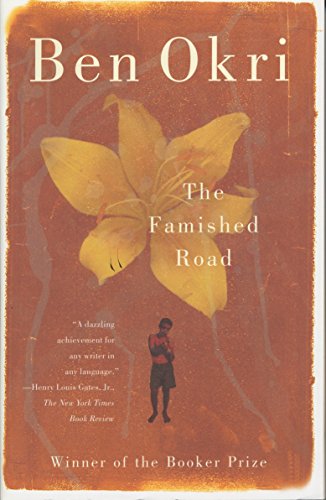 Ben Okri
The
Famished
Road
“A dazzling
achievement for
any writer in
any language.”
—Henry Louis Gates, Jr.,
The New York Times
Book Review
Winner of the Booker Prize